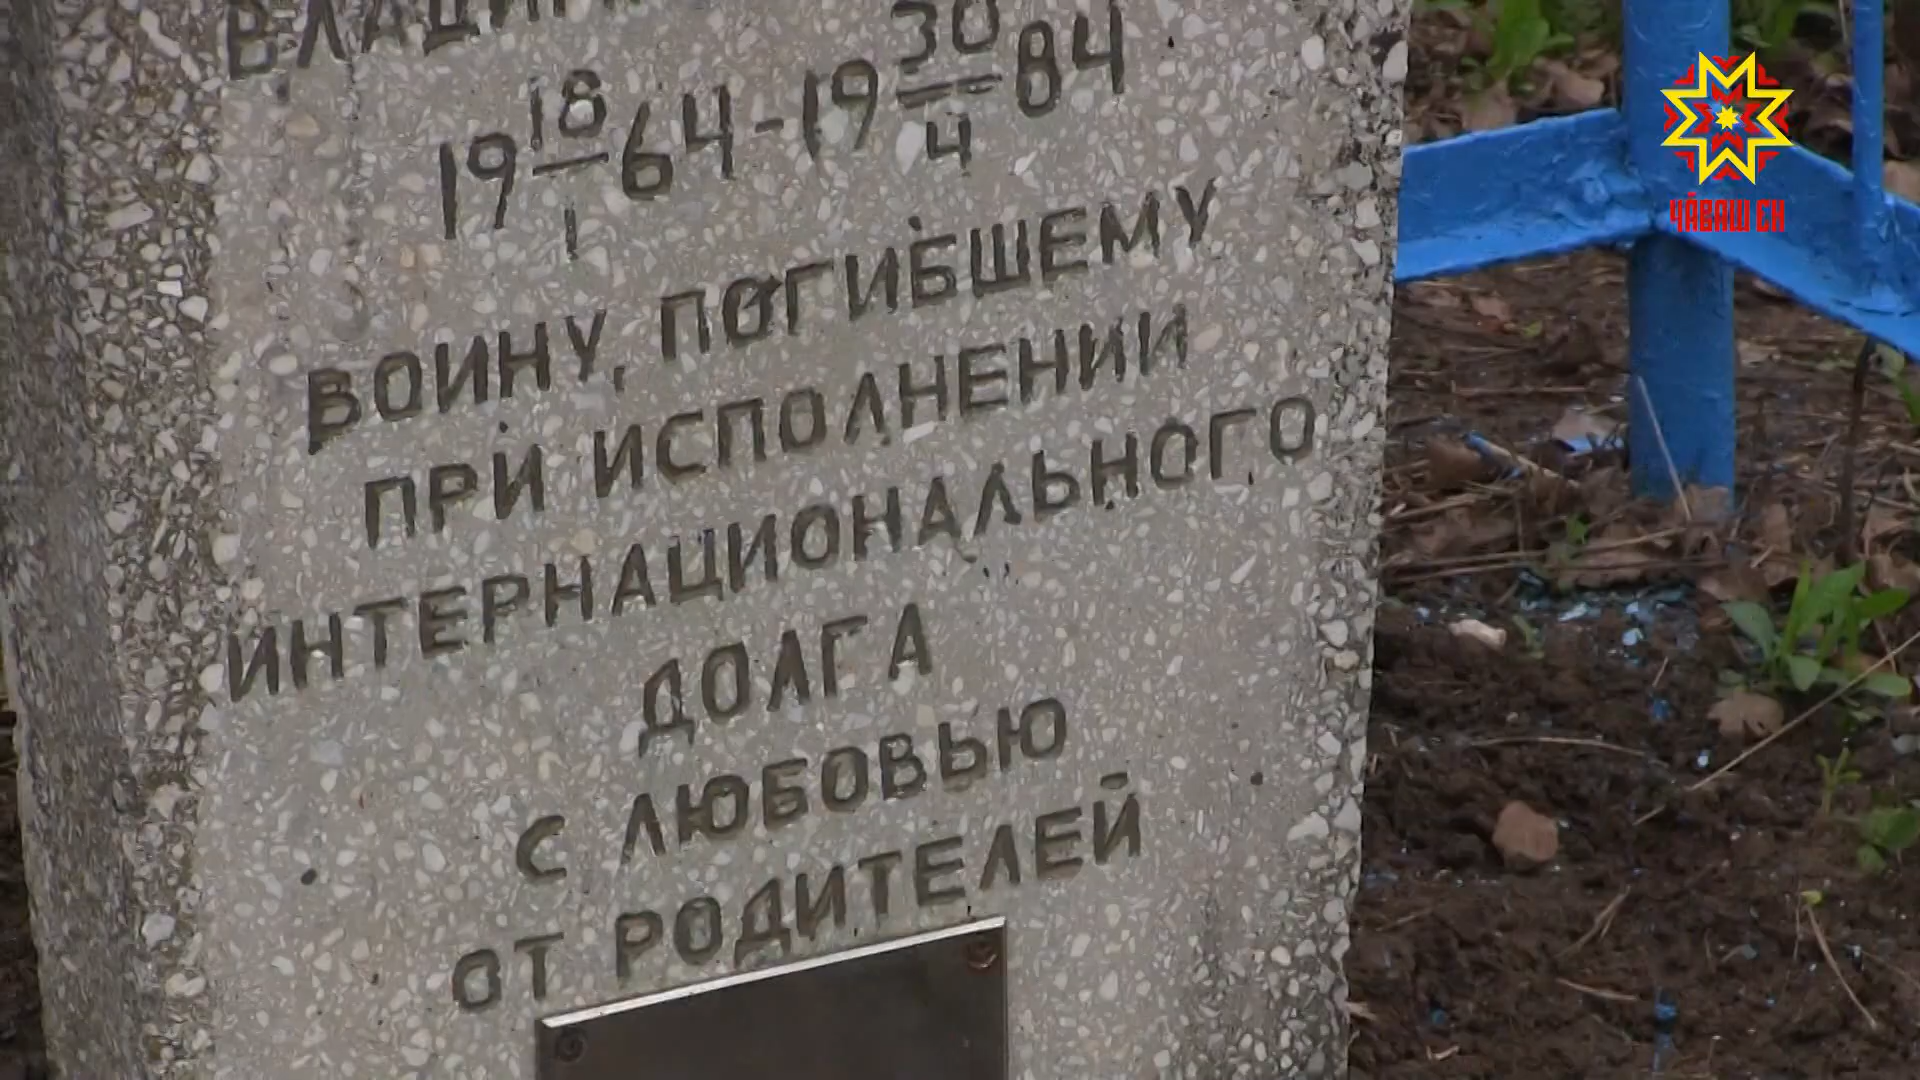 19 18/1 64-19 30/4 84
ВОИНУ, ПОГИБШЕМУ
ПРИ ИСПОЛНЕНИИ
ИНТЕРНАЦИОНАЛЬНОГО
ДОЛГА
С ЛЮБОВЬЮ
ОТ РОДИТЕЛЕЙ
ЧӐВАШ ЕН